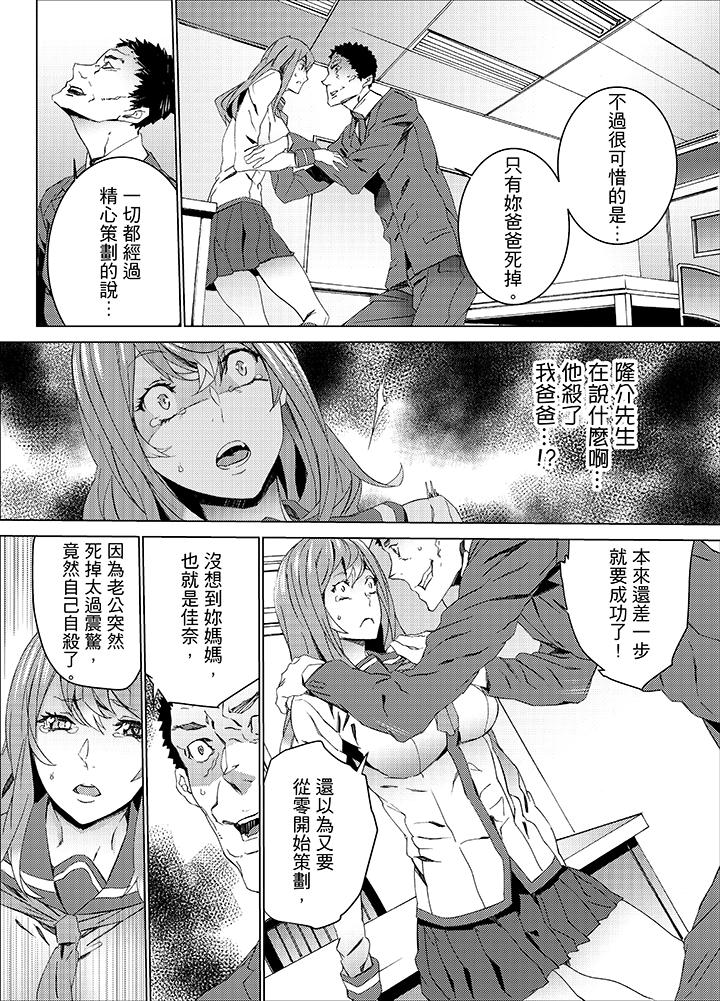 不過很可惜的是…
只有妳爸爸死掉。
一切都經過
精心策劃的說…
隆介先生
在說什麼啊…
他殺了
我爸爸…!?
本來還差一步
就要成功了！
還以為又要
從零開始策劃，
沒想到妳媽媽，
也就是佳奈，
因為老公突然
死掉太過震驚，
竟然自己自殺了。